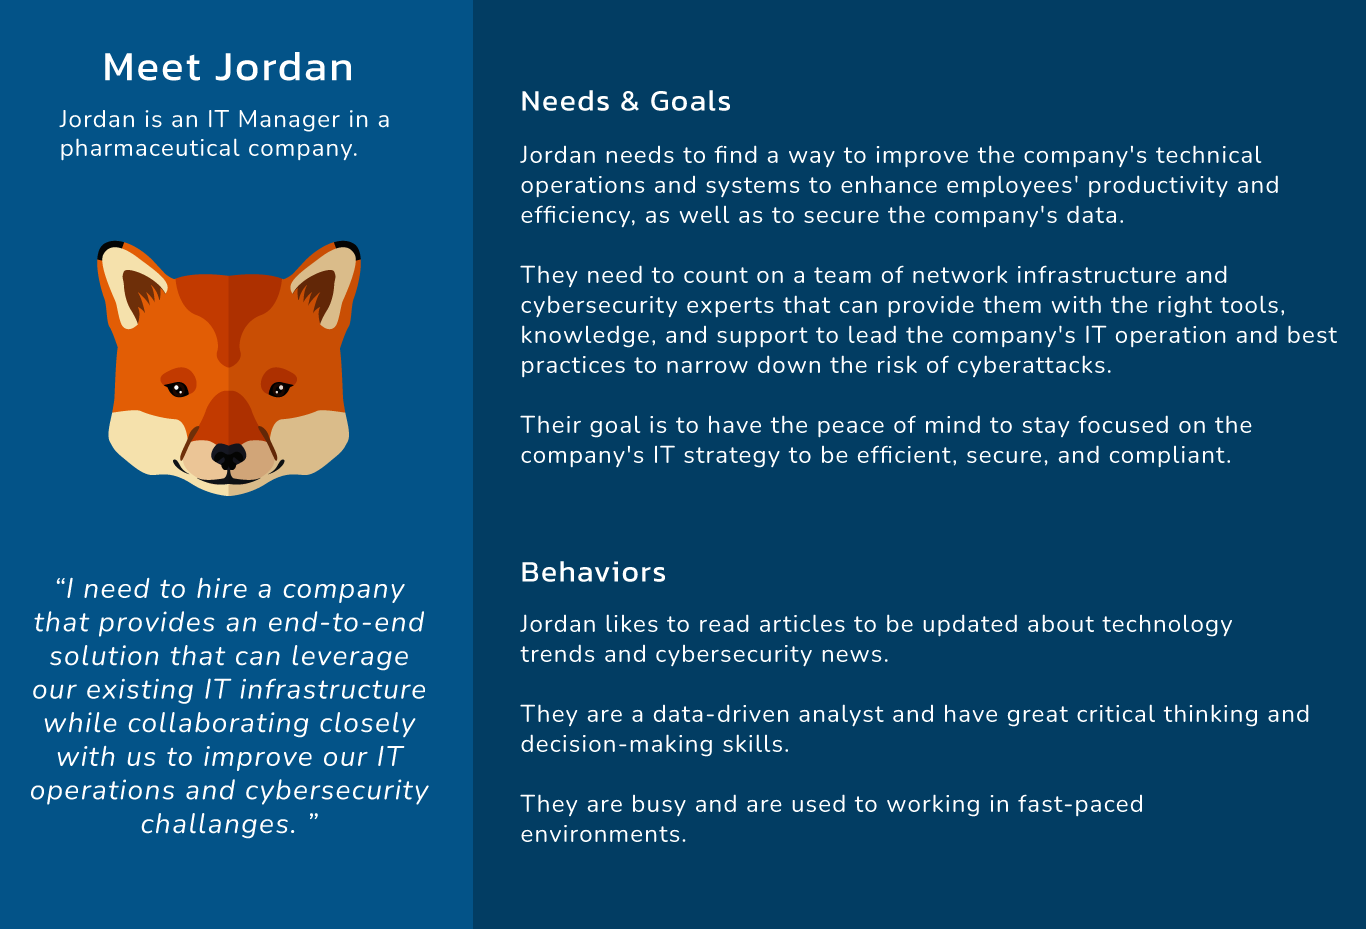 Meet Jordan
Jordan is an IT Manager in a
pharmaceutical company.
“I need to hire a company
that provides an end-to-end
solution that can leverage
our existing IT infrastructure
while collaborating closely
with us to improve our IT
operations and cybersecurity
challanges. ”
Needs & Goals
Jordan needs to find a way to improve the company's technical
operations and systems to enhance employees' productivity and
efficiency, as well as to secure the company's data.
They need to count on a team of network infrastructure and
cybersecurity experts that can provide them with the right tools,
knowledge, and support to lead the company's IT operation and best
practices to narrow down the risk of cyberattacks.
Their goal is to have the peace of mind to stay focused on the
company's IT strategy to be efficient, secure, and compliant.
Behaviors
Jordan likes to read articles to be updated about technology
trends and cybersecurity news.
They are a data-driven analyst and have great critical thinking and
decision-making skills.
They are busy and are used to working in fast-paced
environments.